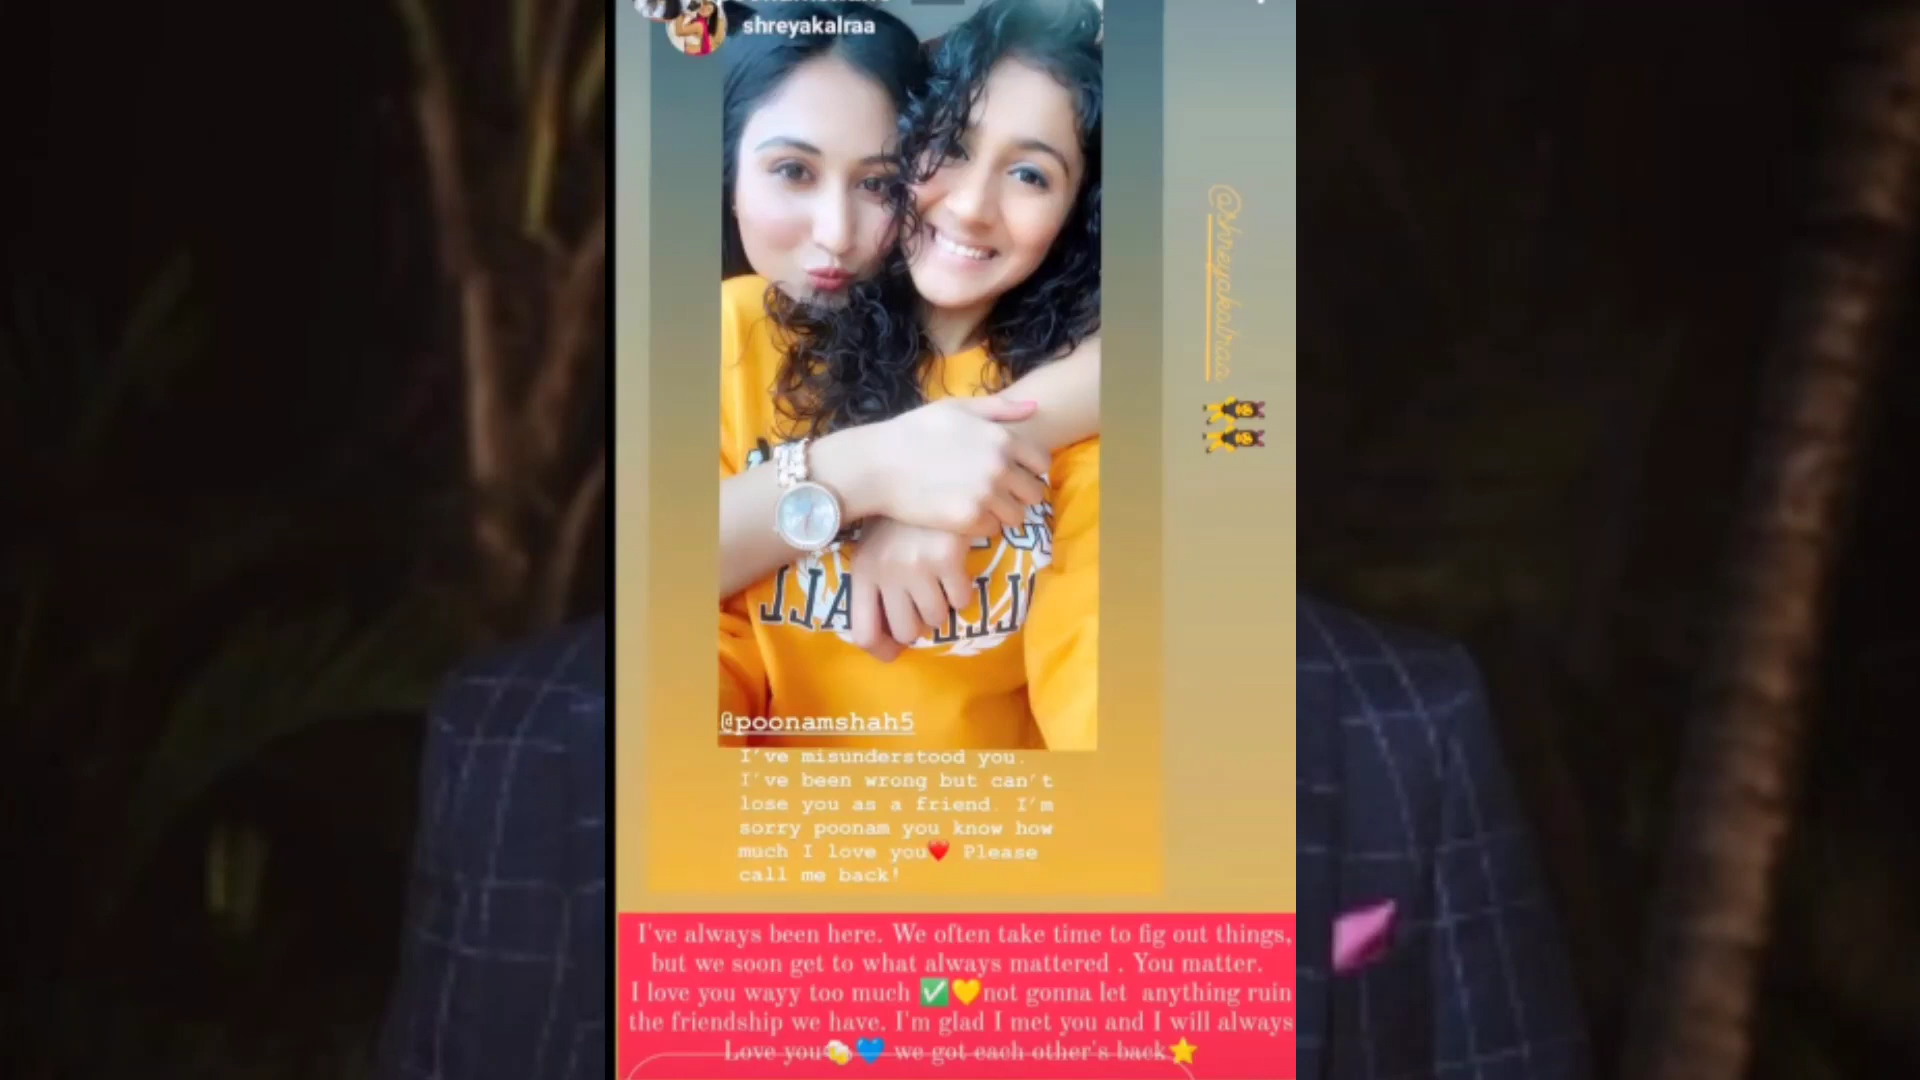 shreyakalraa
@shreyakalraa
@poonamshah5
I've misunderstood you.
I've been wrong but can't
lose you as a friend. I'm
sorry poonam you know how
much I love you❤️ Please
call me back!
I've always been here. We often take time to fig out things,
but we soon get to what always mattered . You matter.
I love you wayy too much ✅💛not gonna let anything ruin
the friendship we have. I'm glad I met you and I will always
Love you🫂💙 we got each other's back⭐